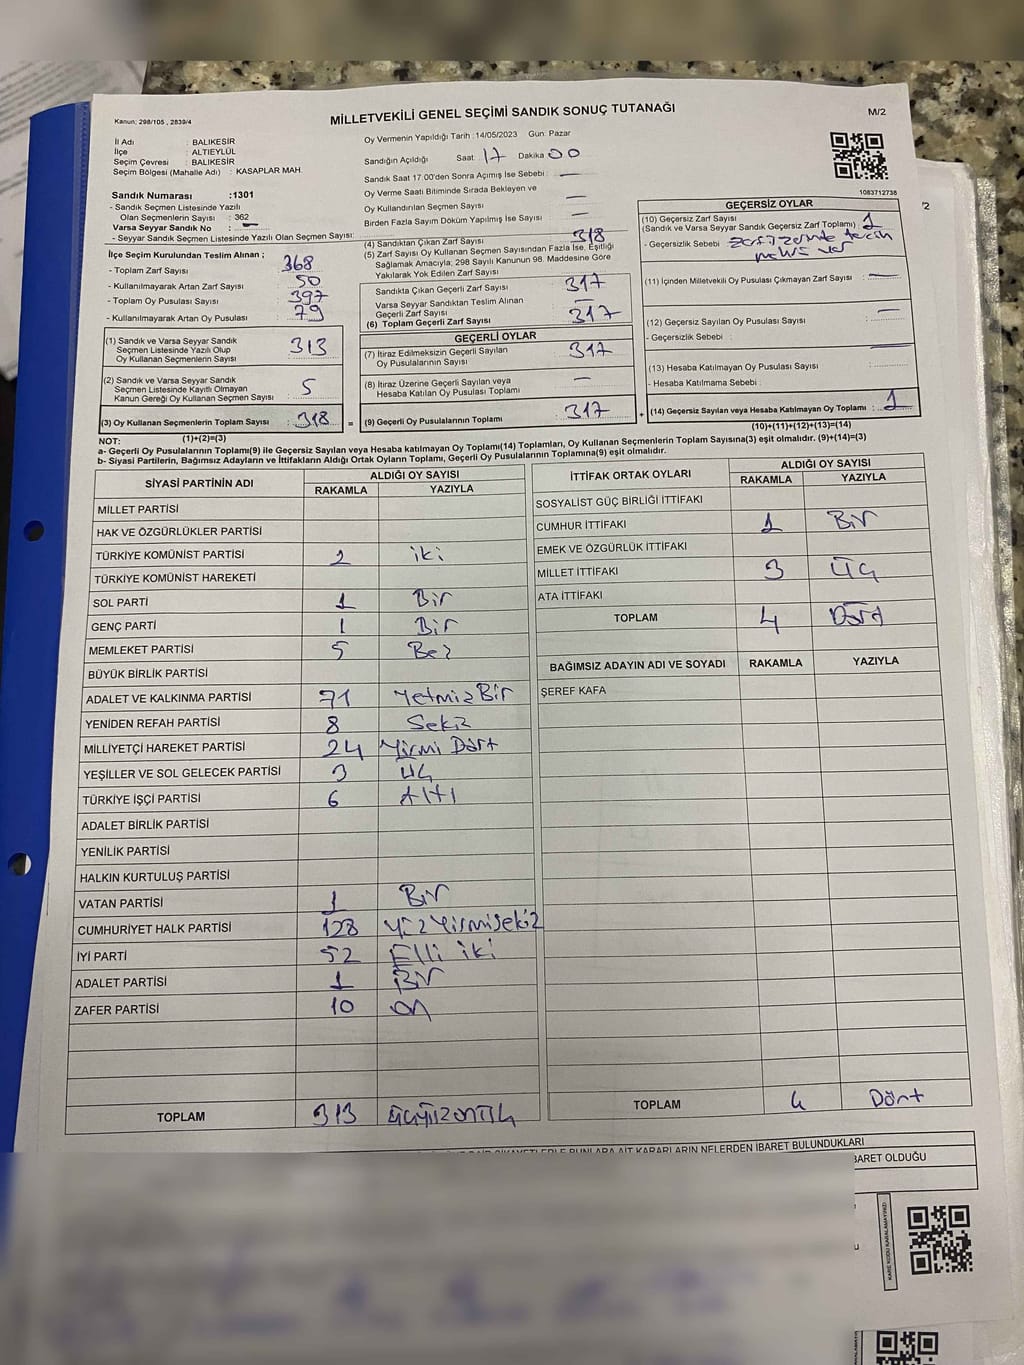 Kanun: 298/105 , 2839/4
MİLLETVEKİLİ GENEL SEÇİMİ SANDIK SONUÇ TUTANAĞI
M/2
İl Adı : BALIKESİR
İlçe : ALTIEYLÜL
Seçim Çevresi : BALIKESİR
Seçim Bölgesi (Mahalle Adı) : KASAPLAR MAH.
Sandık Numarası :1301
- Sandık Seçmen Listesinde Yazılı
Olan Seçmenlerin Sayısı : 362
Varsa Seyyar Sandık No : —
- Seyyar Sandık Seçmen Listesinde Yazılı Olan Seçmen Sayısı:
İlçe Seçim Kurulundan Teslim Alınan ;
- Toplam Zarf Sayısı : 368
- Kullanılmayarak Artan Zarf Sayısı : 50
- Toplam Oy Pusulası Sayısı : 397
- Kullanılmayarak Artan Oy Pusulası : 79
(1) Sandık ve Varsa Seyyar Sandık
Seçmen Listesinde Yazılı Olup
Oy Kullanan Seçmenlerin Sayısı : 313
(2) Sandık ve Varsa Seyyar Sandık
Seçmen Listesinde Kayıtlı Olmayan
Kanun Gereği Oy Kullanan Seçmen Sayısı : 5
(3) Oy Kullanan Seçmenlerin Toplam Sayısı : 318
(1)+(2)=(3)
Oy Vermenin Yapıldığı Tarih : 14/05/2023 Gün: Pazar
Sandığın Açıldığı Saat 17 Dakika 00
Sandık Saat 17.00'den Sonra Açımış İse Sebebi : —
Oy Verme Saati Bitiminde Sırada Bekleyen ve
Oy Kullandırılan Seçmen Sayısı —
Birden Fazla Sayım Döküm Yapılmış İse Sayısı —
(4) Sandıktan Çıkan Zarf Sayısı 318
(5) Zarf Sayısı Oy Kullanan Seçmen Sayısından Fazla İse, Eşitliği
Sağlamak Amacıyla; 298 Sayılı Kanunun 98. Maddesine Göre
Yakılarak Yok Edilen Zarf Sayısı
Sandıkta Çıkan Geçerli Zarf Sayısı 317
Varsa Seyyar Sandıktan Teslim Alınan
Geçerli Zarf Sayısı —
(6) Toplam Geçerli Zarf Sayısı 317
GEÇERLİ OYLAR
(7) İtiraz Edilmeksizin Geçerli Sayılan
Oy Pusulalarının Sayısı : 317
(8) İtiraz Üzerine Geçerli Sayılan veya
Hesaba Katılan Oy Pusulası Toplamı : —
= (9) Geçerli Oy Pusulalarının Toplamı : 317
1083712738
GEÇERSİZ OYLAR
(10) Geçersiz Zarf Sayısı
(Sandık ve Varsa Seyyar Sandık Geçersiz Zarf Toplamı) : 1
- Geçersizlik Sebebi : Zarf üzerinde tercih
mührü var
(11) İçinden Milletvekili Oy Pusulası Çıkmayan Zarf Sayısı : —
(12) Geçersiz Sayılan Oy Pusulası Sayısı : —
- Geçersizlik Sebebi :
(13) Hesaba Katılmayan Oy Pusulası Sayısı :
- Hesaba Katılmama Sebebi :
+ (14) Geçersiz Sayılan veya Hesaba Katılmayan Oy Toplamı : 1
(10)+(11)+(12)+(13)=(14)
NOT:
a- Geçerli Oy Pusulalarının Toplamı(9) ile Geçersiz Sayılan veya Hesaba Katılmayan Oy Toplamı(14) Toplamları, Oy Kullanan Seçmenlerin Toplam Sayısına(3) eşit olmalıdır. (9)+(14)=(3)
b- Siyasi Partilerin, Bağımsız Adayların ve İttifakların Aldığı Ortak Oyların Toplamı, Geçerli Oy Pusulalarının Toplamına(9) eşit olmalıdır.
SİYASİ PARTİNİN ADI ALDIĞI OY SAYISI
RAKAMLA YAZIYLA
MİLLET PARTİSİ
HAK VE ÖZGÜRLÜKLER PARTİSİ
TÜRKİYE KOMÜNİST PARTİSİ 2 iki
TÜRKİYE KOMÜNİST HAREKETİ
SOL PARTİ 1 Bir
GENÇ PARTİ 1 Bir
MEMLEKET PARTİSİ 5 Beş
BÜYÜK BİRLİK PARTİSİ
ADALET VE KALKINMA PARTİSİ 71 Yetmiş Bir
YENİDEN REFAH PARTİSİ 8 Sekiz
MİLLİYETÇİ HAREKET PARTİSİ 24 Yirmi Dört
YEŞİLLER VE SOL GELECEK PARTİSİ 3 üç
TÜRKİYE İŞÇİ PARTİSİ 6 Altı
ADALET BİRLİK PARTİSİ
YENİLİK PARTİSİ
HALKIN KURTULUŞ PARTİSİ
VATAN PARTİSİ 1 Bir
CUMHURİYET HALK PARTİSİ 128 Yüz Yirmi sekiz
İYİ PARTİ 52 Elli iki
ADALET PARTİSİ 1 Bir
ZAFER PARTİSİ 10 on
TOPLAM 313 üçyüzonüç
İTTİFAK ORTAK OYLARI ALDIĞI OY SAYISI
RAKAMLA YAZIYLA
SOSYALİST GÜÇ BİRLİĞİ İTTİFAKI
CUMHUR İTTİFAKI 1 Bir
EMEK VE ÖZGÜRLÜK İTTİFAKI
MİLLET İTTİFAKI 3 üç
ATA İTTİFAKI
TOPLAM 4 Dört
BAĞIMSIZ ADAYIN ADI VE SOYADI RAKAMLA YAZIYLA
ŞEREF KAFA
TOPLAM 4 Dört
KARARLARIN NELERDEN İBARET BULUNDUKLARI
BARET OLDUĞU
KARE KODU KARALAMAYINIZ!
/2